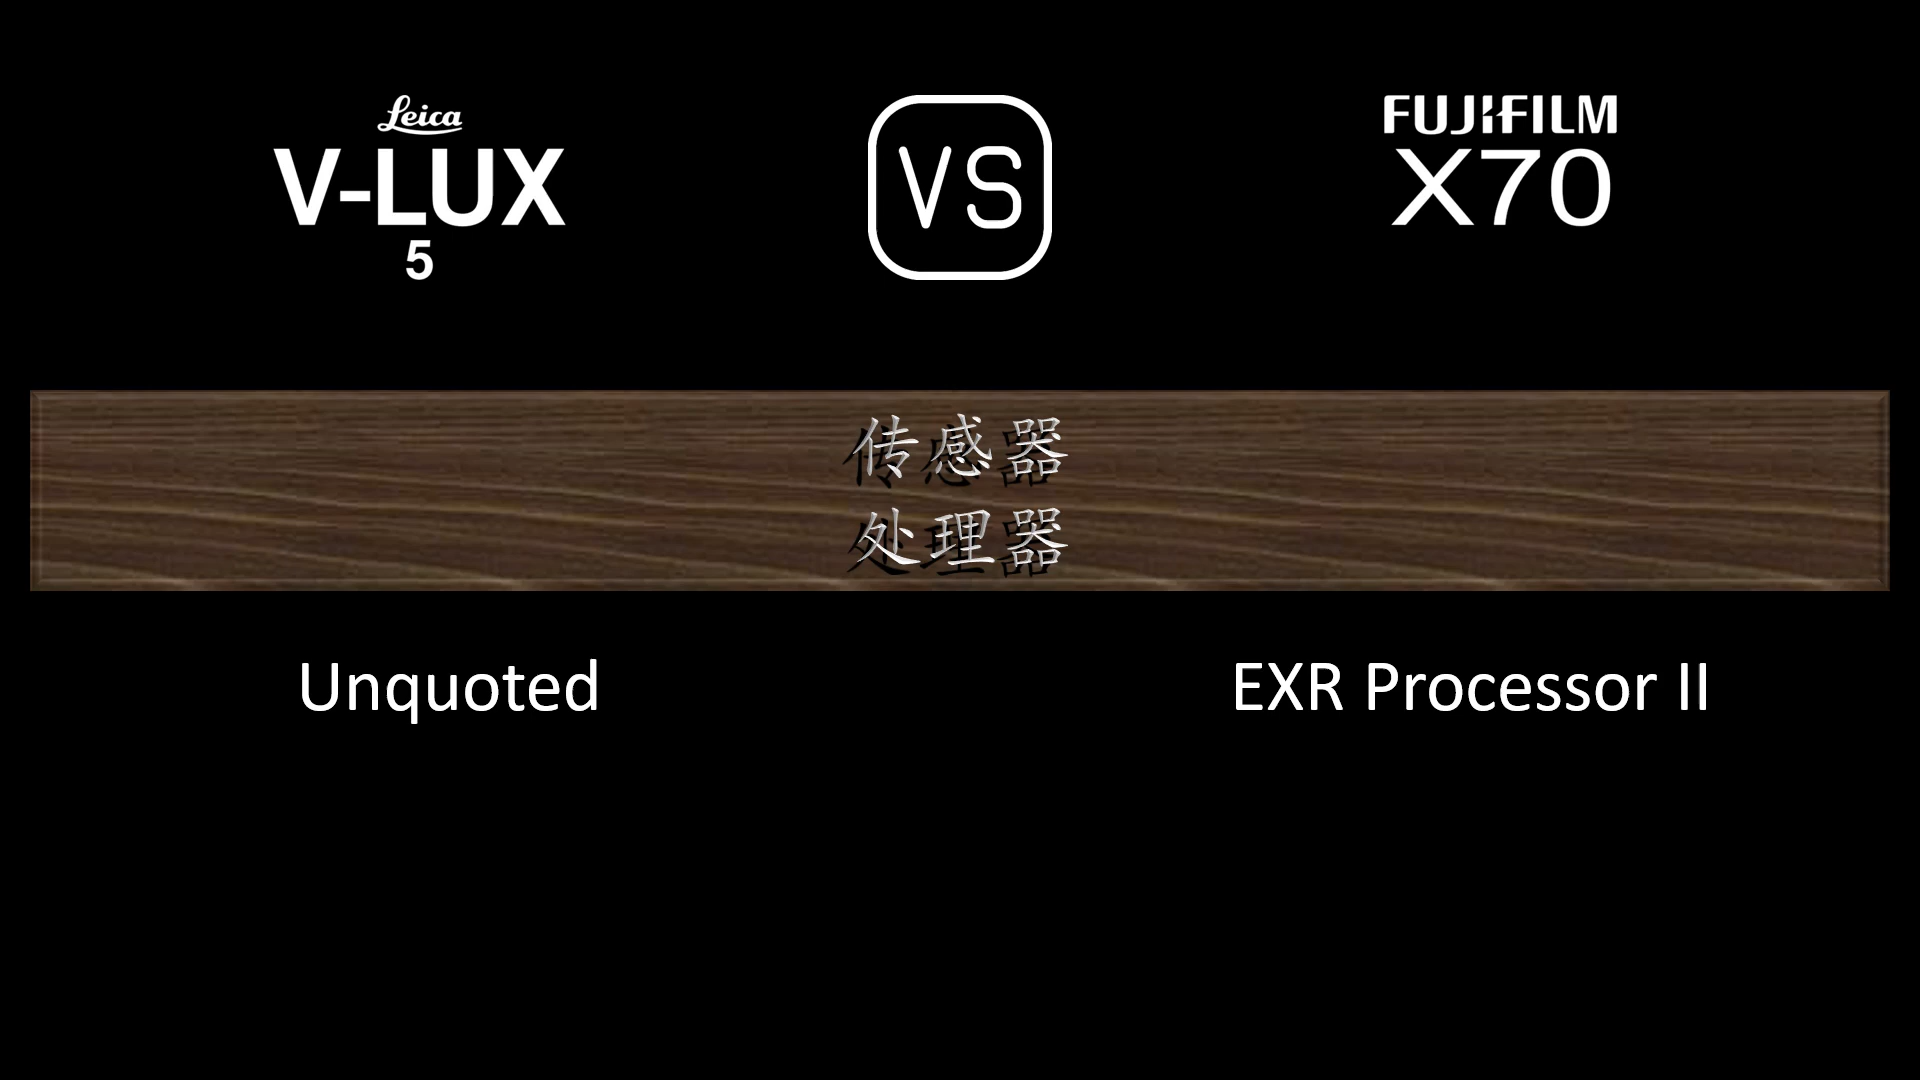 Leica
V-LUX
5
VS
FUJIFILM
X70
传感器
处理器
Unquoted
EXR Processor II